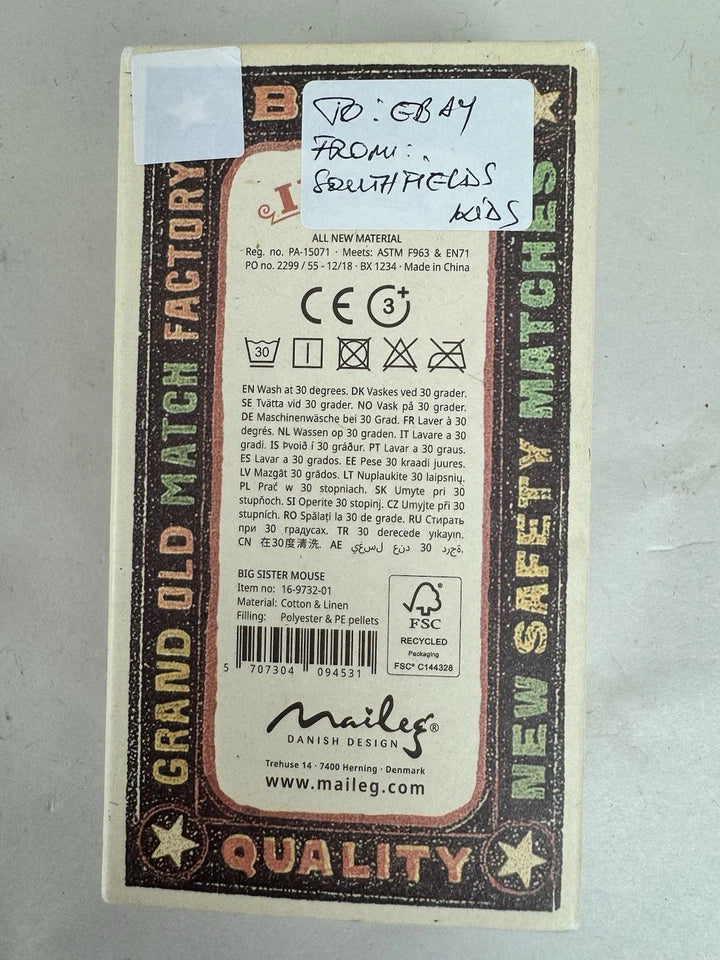 B
TO: EBAY
FROM:
SOUTHFIELDS
KIDS
ALL NEW MATERIAL
Reg. no. PA-15071 · Meets: ASTM F963 & EN71
PO no. 2299 / 55 - 12/18 · BX 1234 · Made in China
CE 3+
30
EN Wash at 30 degrees. DK Vaskes ved 30 grader.
SE Tvätta vid 30 grader. NO Vask på 30 grader.
DE Maschinenwäsche bei 30 Grad. FR Laver à 30
degrés. NL Wassen op 30 graden. IT Lavare a 30
gradi. IS Þvoið í 30 gráður. PT Lavar a 30 graus.
ES Lavar a 30 grados. EE Pese 30 kraadi juures.
LV Mazgāt 30 grādos. LT Nuplaukite 30 laipsnių.
PL Prać w 30 stopniach. SK Umyte pri 30
stupňoch. SI Operite 30 stopinj. CZ Umyjte při 30
stupních. RO Spălați la 30 de grade. RU Стирать
при 30 градусах. TR 30 derecede yıkayın.
CN 在30度清洗. AE يغسل عند 30 درجة.
BIG SISTER MOUSE
Item no: 16-9732-01
Material: Cotton & Linen
Filling: Polyester & PE pellets
5 707304 094531
FSC
RECYCLED
Packaging
FSC® C144328
Maileg®
DANISH DESIGN
Trehuse 14 · 7400 Herning · Denmark
www.maileg.com
GRAND OLD MATCH FACTORY
NEW SAFETY MATCHES
QUALITY